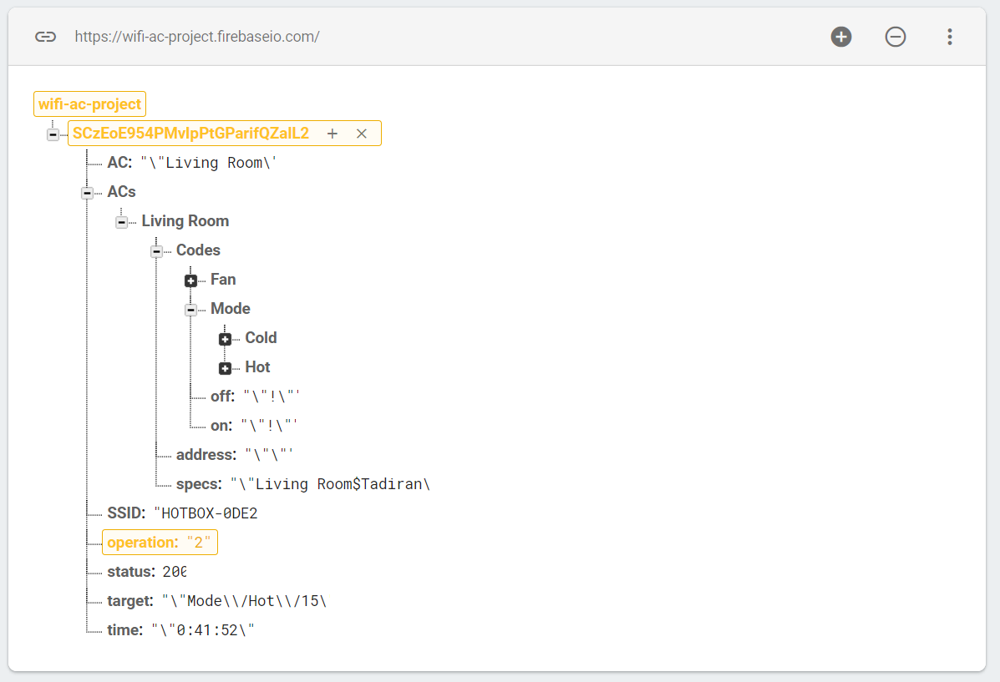 https://wifi-ac-project.firebaseio.com/
wifi-ac-project
SCzEoE954PMvIpPtGParifQZalL2
AC: "\"Living Room\'
ACs
Living Room
Codes
Fan
Mode
Cold
Hot
off: "\"!\"'
on: "\"!\"'
address: "\"\"'
specs: "\"Living Room$Tadiran\
SSID: "HOTBOX-0DE2
operation: "2"
status: 200
target: "\"Mode\\/Hot\\/15\
time: "\"0:41:52\"